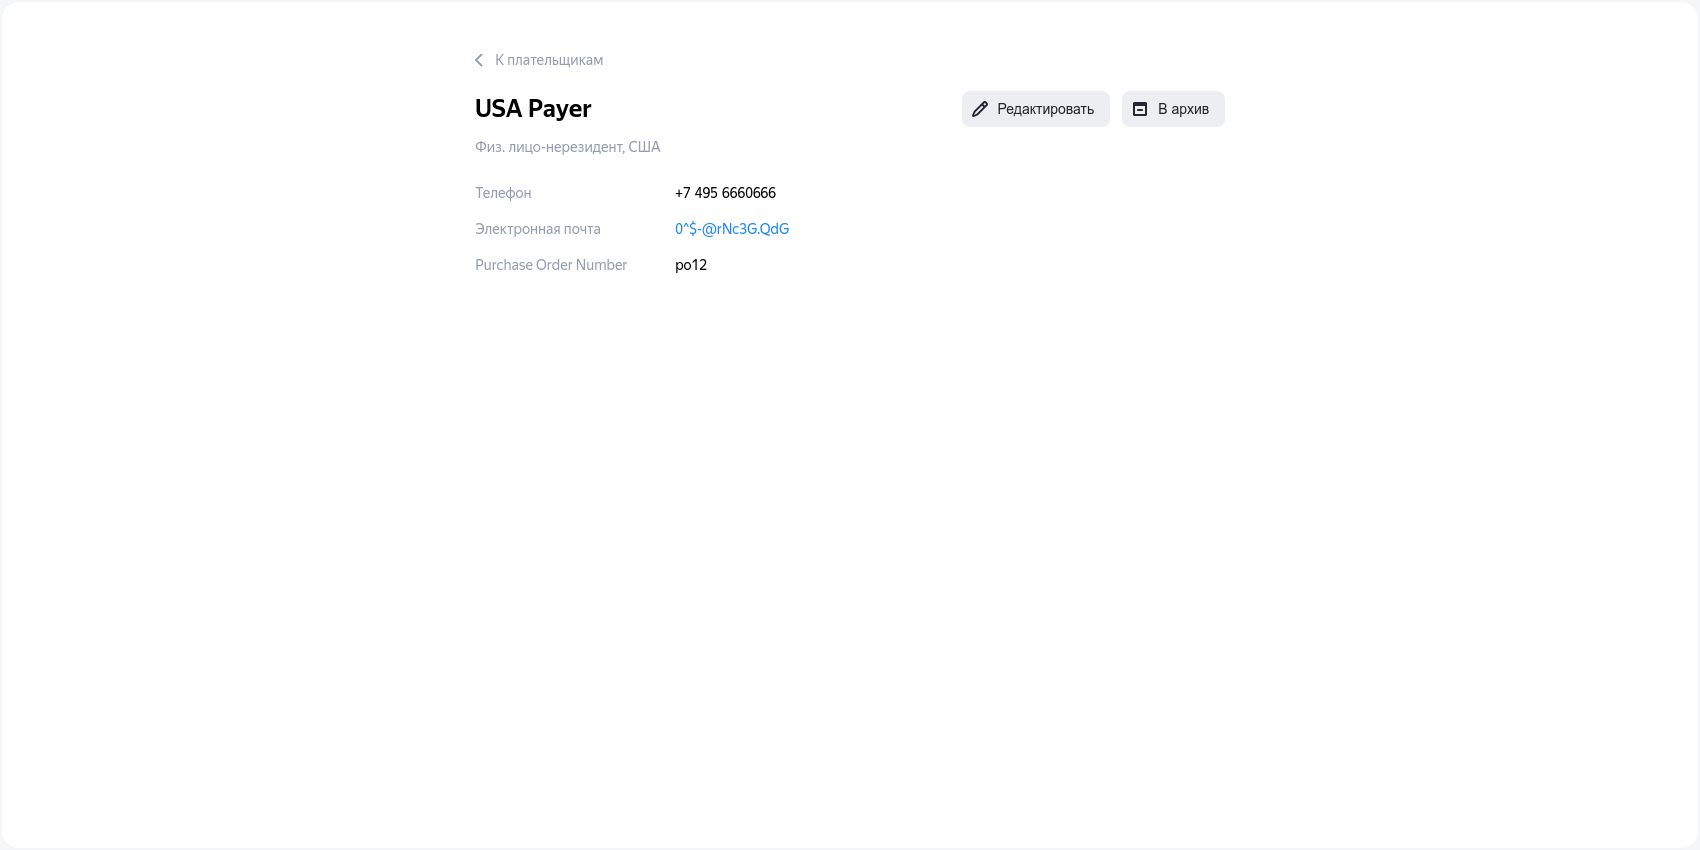 К плательщикам
USA Payer
Редактировать
В архив
Физ. лицо-нерезидент, США
Телефон +7 495 6660666
Электронная почта 0^$-@rNc3G.QdG
Purchase Order Number po12